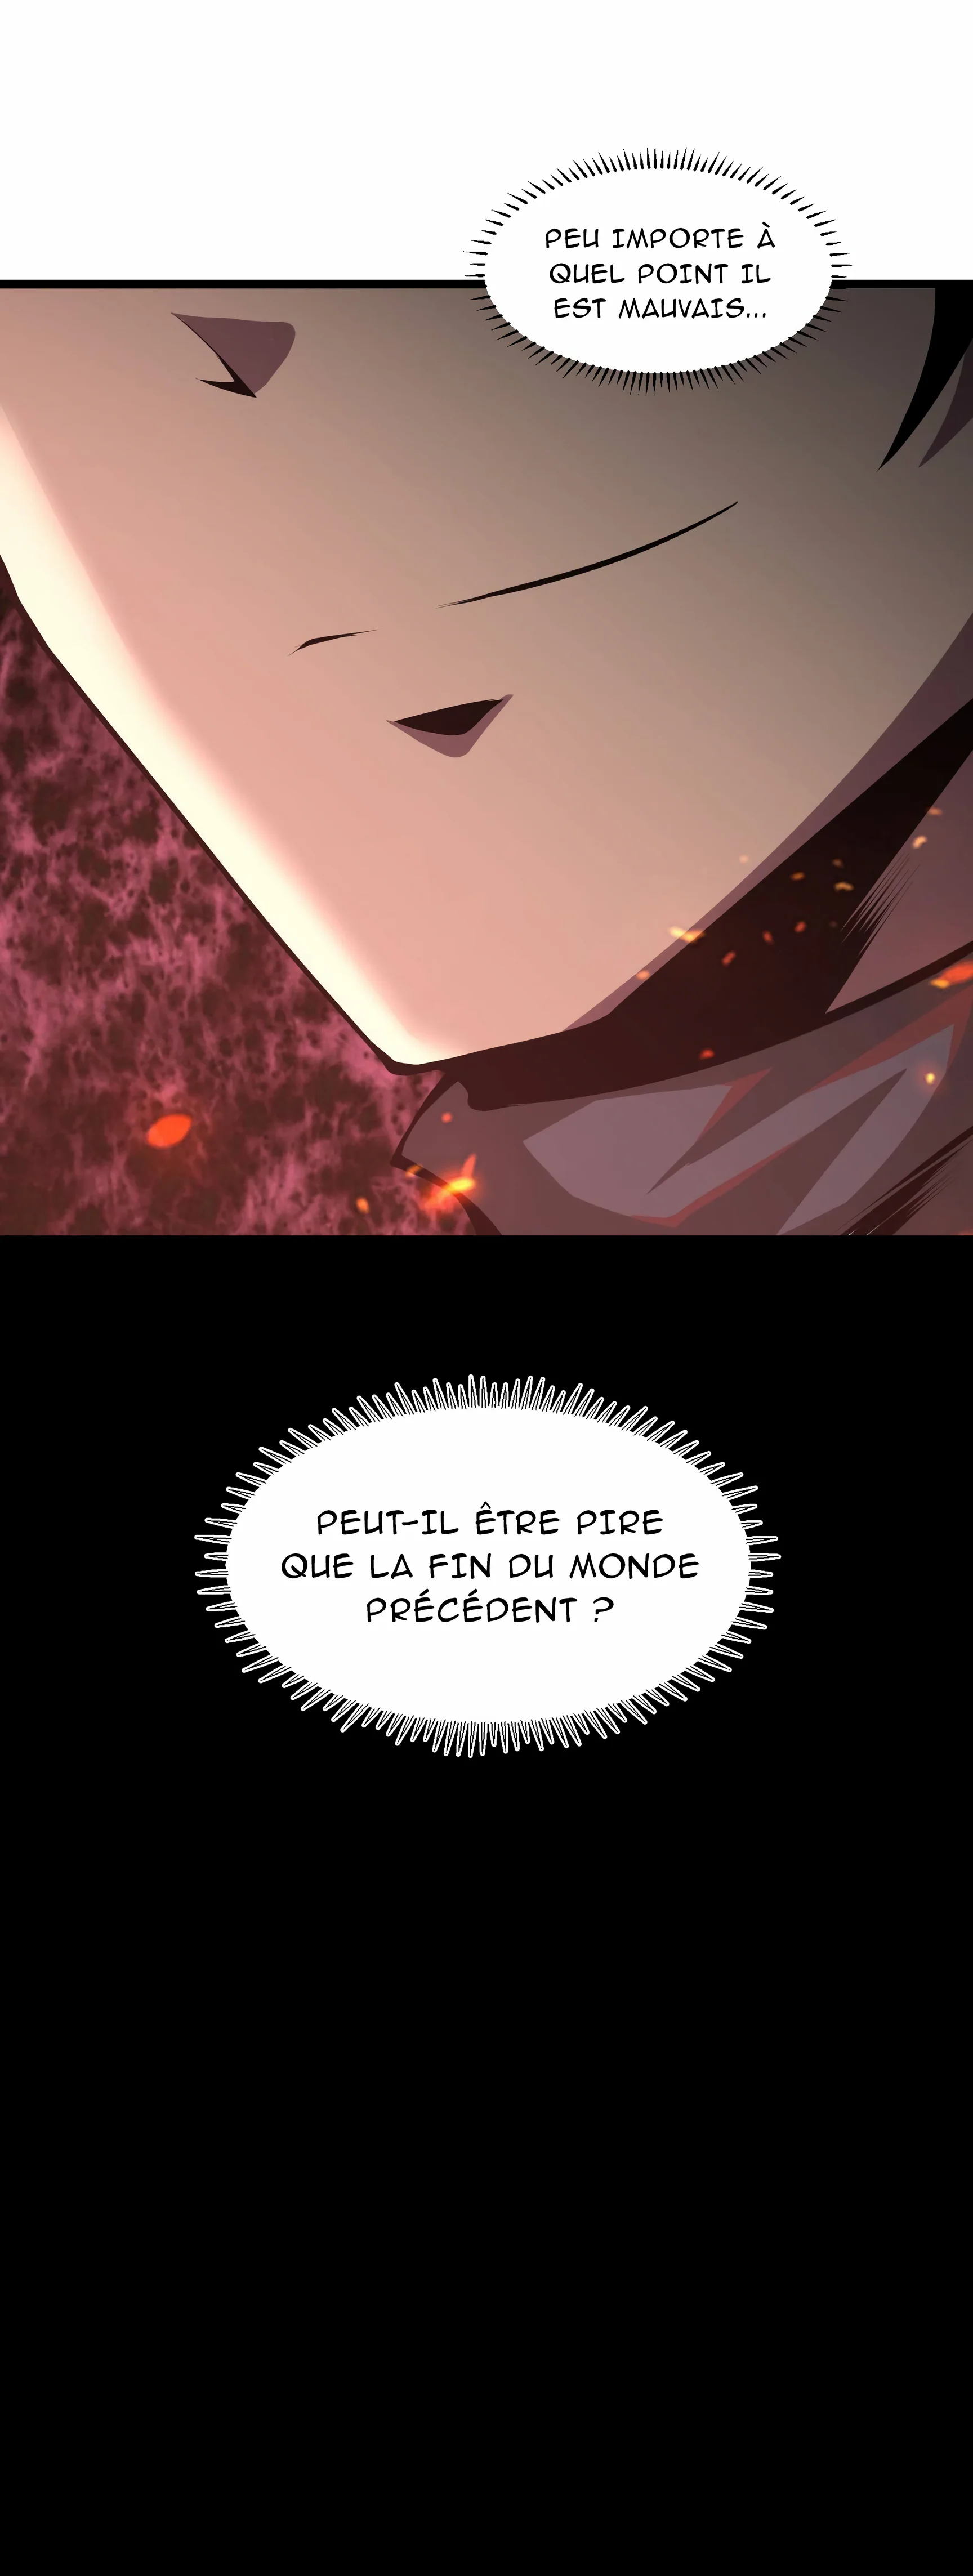 PEU IMPORTE À
QUEL POINT IL
EST MAUVAIS...
PEUT-IL ÊTRE PIRE
QUE LA FIN DU MONDE
PRÉCÉDENT ?